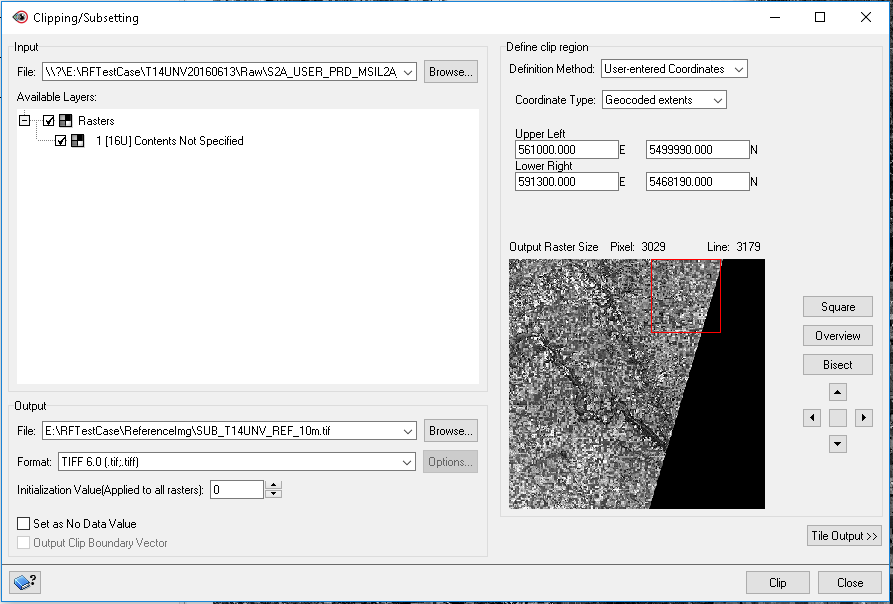 Clipping/Subsetting
Input
File: \\?\E:\RFTestCase\T14UNV20160613\Raw\S2A_USER_PRD_MSIL2A_ Browse...
Available Layers:
Rasters
1 [16U] Contents Not Specified
Output
File: E:\RFTestCase\ReferenceImg\SUB_T14UNV_REF_10m.tif Browse...
Format: TIFF 6.0 (.tif;.tiff) Options...
Initialization Value(Applied to all rasters): 0
Set as No Data Value
Output Clip Boundary Vector
Define clip region
Definition Method: User-entered Coordinates
Coordinate Type: Geocoded extents
Upper Left
561000.000 E 5499990.000 N
Lower Right
591300.000 E 5468190.000 N
Output Raster Size Pixel: 3029 Line: 3179
Square
Overview
Bisect
Tile Output >>
?
Clip Close